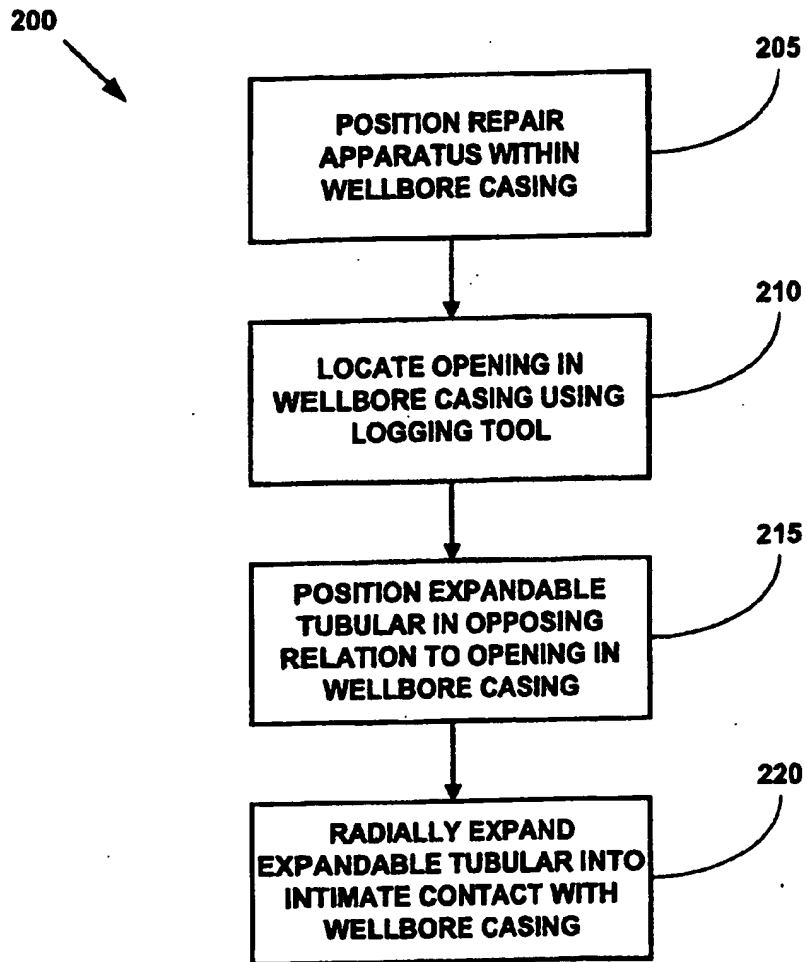 200
205
POSITION REPAIR
APPARATUS WITHIN
WELLBORE CASING
210
LOCATE OPENING IN
WELLBORE CASING USING
LOGGING TOOL
215
POSITION EXPANDABLE
TUBULAR IN OPPOSING
RELATION TO OPENING IN
WELLBORE CASING
220
RADIALLY EXPAND
EXPANDABLE TUBULAR INTO
INTIMATE CONTACT WITH
WELLBORE CASING